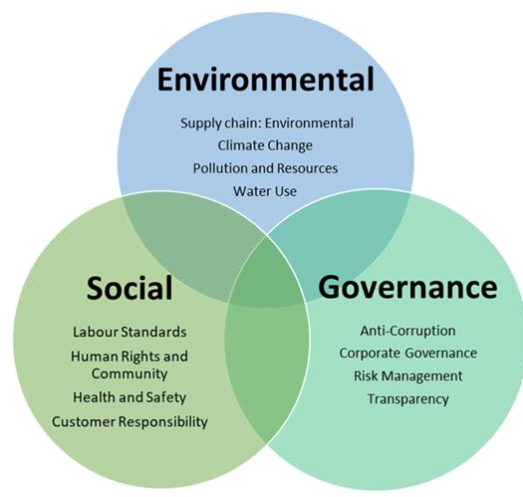 Environmental
Supply chain: Environmental
Climate Change
Pollution and Resources
Water Use
Social
Labour Standards
Human Rights and
Community
Health and Safety
Customer Responsibility
Governance
Anti-Corruption
Corporate Governance
Risk Management
Transparency